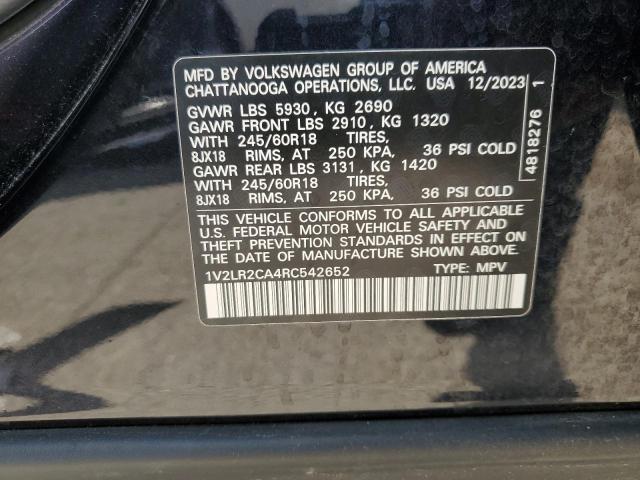 MFD BY VOLKSWAGEN GROUP OF AMERICA
CHATTANOOGA OPERATIONS, LLC. USA 12/2023
GVWR LBS 5930, KG 2690
GAWR FRONT LBS 2910, KG 1320
WITH 245/60R18 TIRES,
8JX18 RIMS, AT 250 KPA, 36 PSI COLD
GAWR REAR LBS 3131, KG 1420
WITH 245/60R18 TIRES,
8JX18 RIMS, AT 250 KPA, 36 PSI COLD
THIS VEHICLE CONFORMS TO ALL APPLICABLE
U.S. FEDERAL MOTOR VEHICLE SAFETY AND
THEFT PREVENTION STANDARDS IN EFFECT ON THE
DATE OF MANUFACTURE SHOWN ABOVE.
1V2LR2CA4RC542652 TYPE: MPV
4818276 1